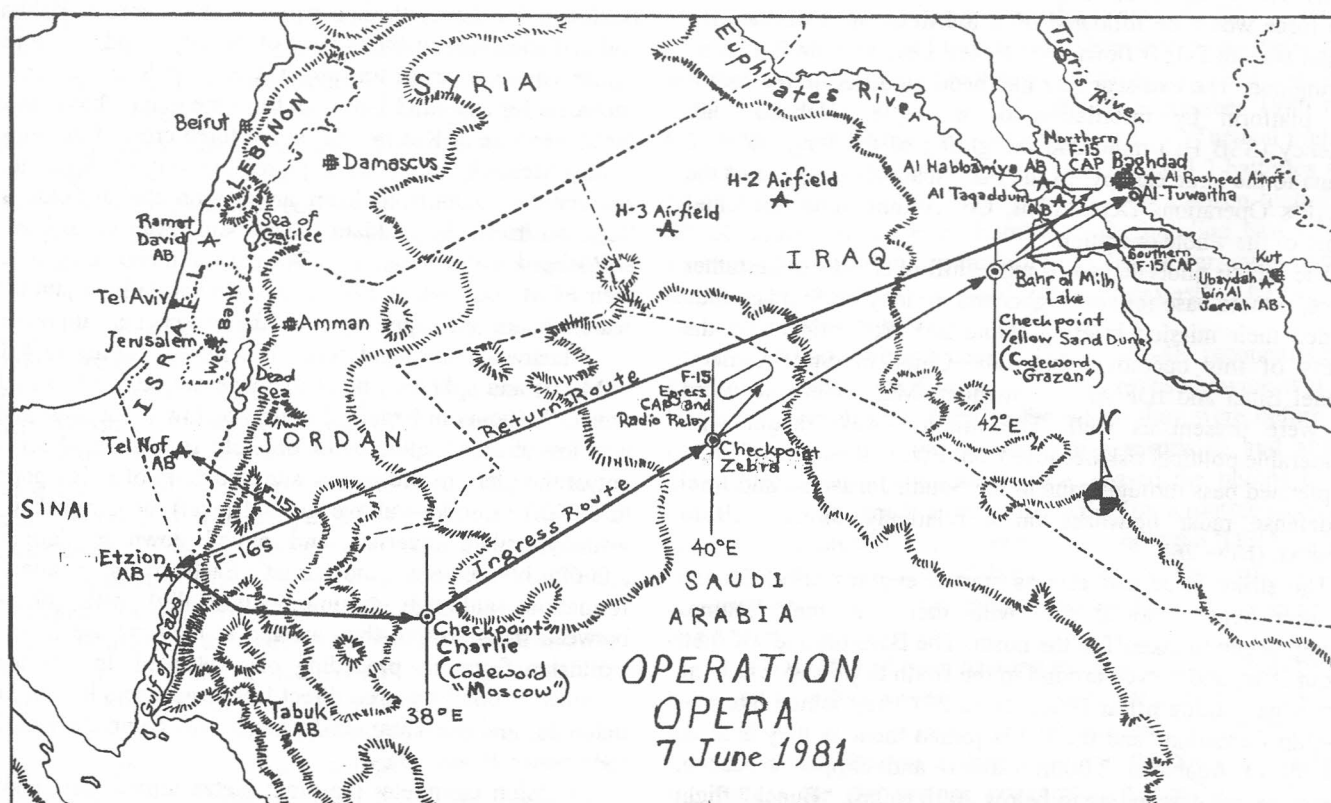 SYRIA
Euphrates River
Tigris River
Beirut
LEBANON
Damascus
Northern
F-15
CAP
Baghdad
Al Rasheed Airpt.
Al-Tuwaitha
Al Habbaniya AB
Al Taqaddum
AB
H-2 Airfield
H-3 Airfield
Ramat
David
AB
Sea of
Galilee
IRAQ
Southern
F-15 CAP
Kut
Ubaydah
bin Al
Jarrah AB
Bahr al Milh
Lake
Tel Aviv
West
Bank
Jerusalem
ISRAEL
Amman
Checkpoint
Yellow Sand Dune
(Codeword
"Grazen")
Dead
Sea
F-15
Egress
CAP and
Radio Relay
Return Route
42°E
Tel Nof
AB
JORDAN
Checkpoint
Zebra
F-15s
SINAI
F-16s
Etzion
AB
Ingress Route
40°E
SAUDI
ARABIA
Gulf of Aqaba
Checkpoint
Charlie
(Codeword
"Moscow")
38°E
Tabuk
AB
OPERATION
OPERA
7 June 1981